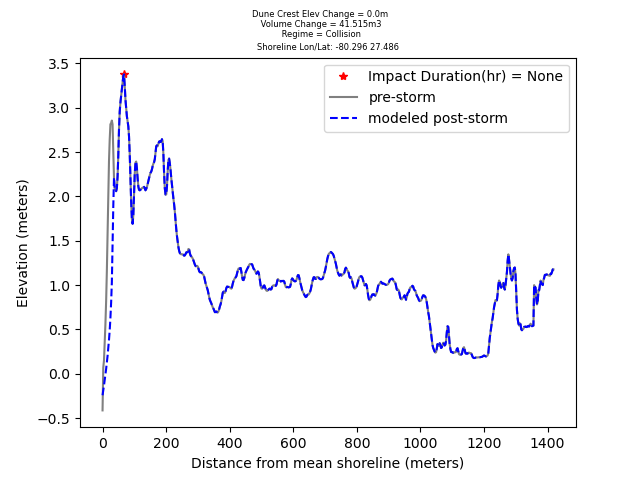 Dune Crest Elev Change = 0.0m
Volume Change = 41.515m3
Regime = Collision
Shoreline Lon/Lat: -80.296 27.486
Impact Duration(hr) = None
pre-storm
modeled post-storm
Elevation (meters)
3.5
3.0
2.5
2.0
1.5
1.0
0.5
0.0
−0.5
0 200 400 600 800 1000 1200 1400
Distance from mean shoreline (meters)